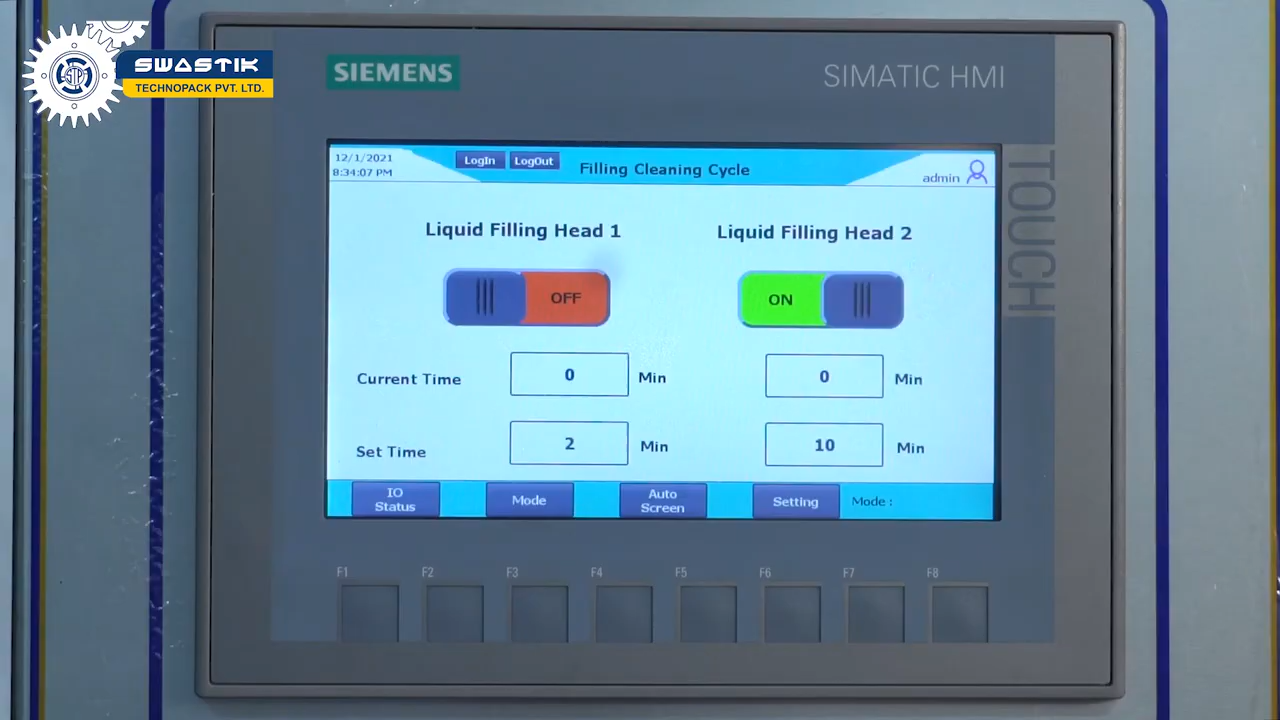 SWASTIK
TECHNOPACK PVT. LTD.
SIEMENS
SIMATIC HMI
TOUCH
12/1/2021
8:34:07 PM
LogIn LogOut
Filling Cleaning Cycle
admin
Liquid Filling Head 1 Liquid Filling Head 2
OFF ON
Current Time 0 Min 0 Min
Set Time 2 Min 10 Min
IO
Status
Mode
Auto
Screen
Setting
Mode :
F1 F2 F3 F4 F5 F6 F7 F8